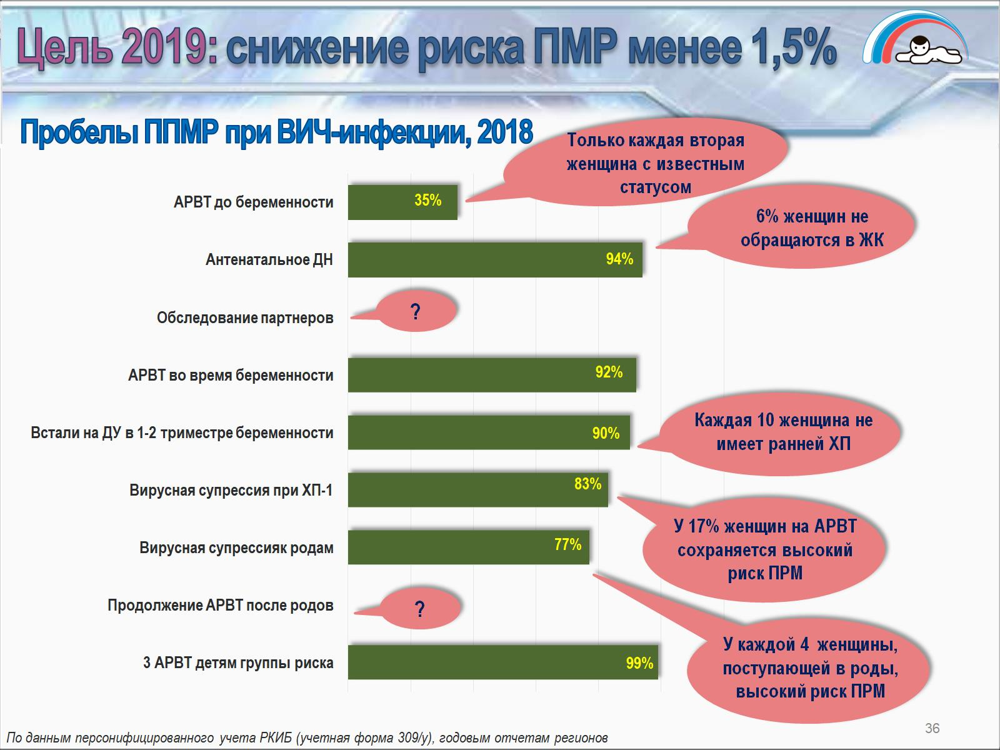 Цель 2019: снижение риска ПМР менее 1,5%
Пробелы ППМР при ВИЧ-инфекции, 2018
Только каждая вторая
женщина с известным
статусом
АРВТ до беременности
35%
6% женщин не
обращаются в ЖК
Антенатальное ДН
94%
Обследование партнеров
?
АРВТ во время беременности
92%
Каждая 10 женщина не
имеет ранней ХП
Встали на ДУ в 1-2 триместре беременности
90%
Вирусная супрессия при ХП-1
83%
У 17% женщин на АРВТ
сохраняется высокий
риск ПРМ
Вирусная супрессияк родам
77%
Продолжение АРВТ после родов
?
У каждой 4 женщины,
поступающей в роды,
высокий риск ПРМ
3 АРВТ детям группы риска
99%
По данным персонифицированного учета РКИБ (учетная форма 309/у), годовым отчетам регионов
36